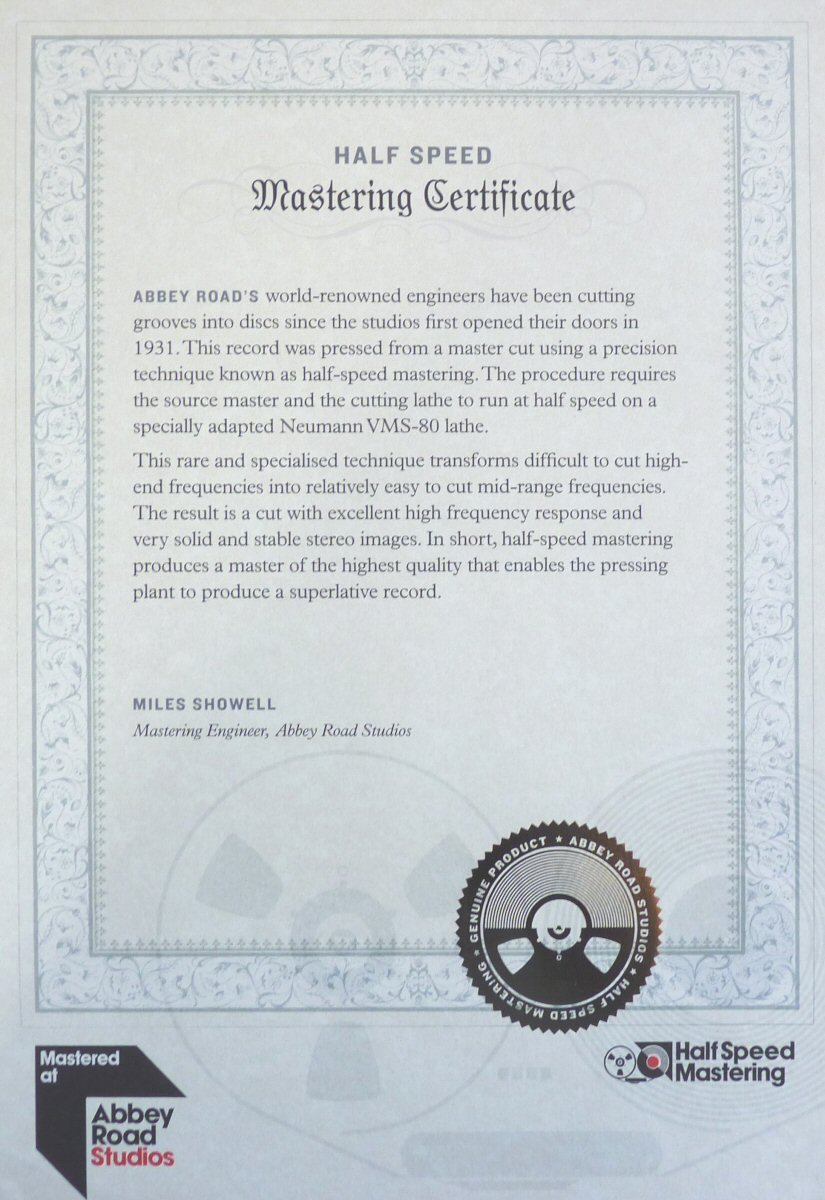 HALF SPEED
Mastering Certificate
ABBEY ROAD'S world-renowned engineers have been cutting
grooves into discs since the studios first opened their doors in
1931. This record was pressed from a master cut using a precision
technique known as half-speed mastering. The procedure requires
the source master and the cutting lathe to run at half speed on a
specially adapted Neumann VMS-80 lathe.
This rare and specialised technique transforms difficult to cut high-
end frequencies into relatively easy to cut mid-range frequencies.
The result is a cut with excellent high frequency response and
very solid and stable stereo images. In short, half-speed mastering
produces a master of the highest quality that enables the pressing
plant to produce a superlative record.
MILES SHOWELL
Mastering Engineer, Abbey Road Studios
GENUINE PRODUCT ★ ABBEY ROAD STUDIOS ★ HALF SPEED MASTERING ★
Mastered
at
Abbey
Road
Studios
Half Speed
Mastering